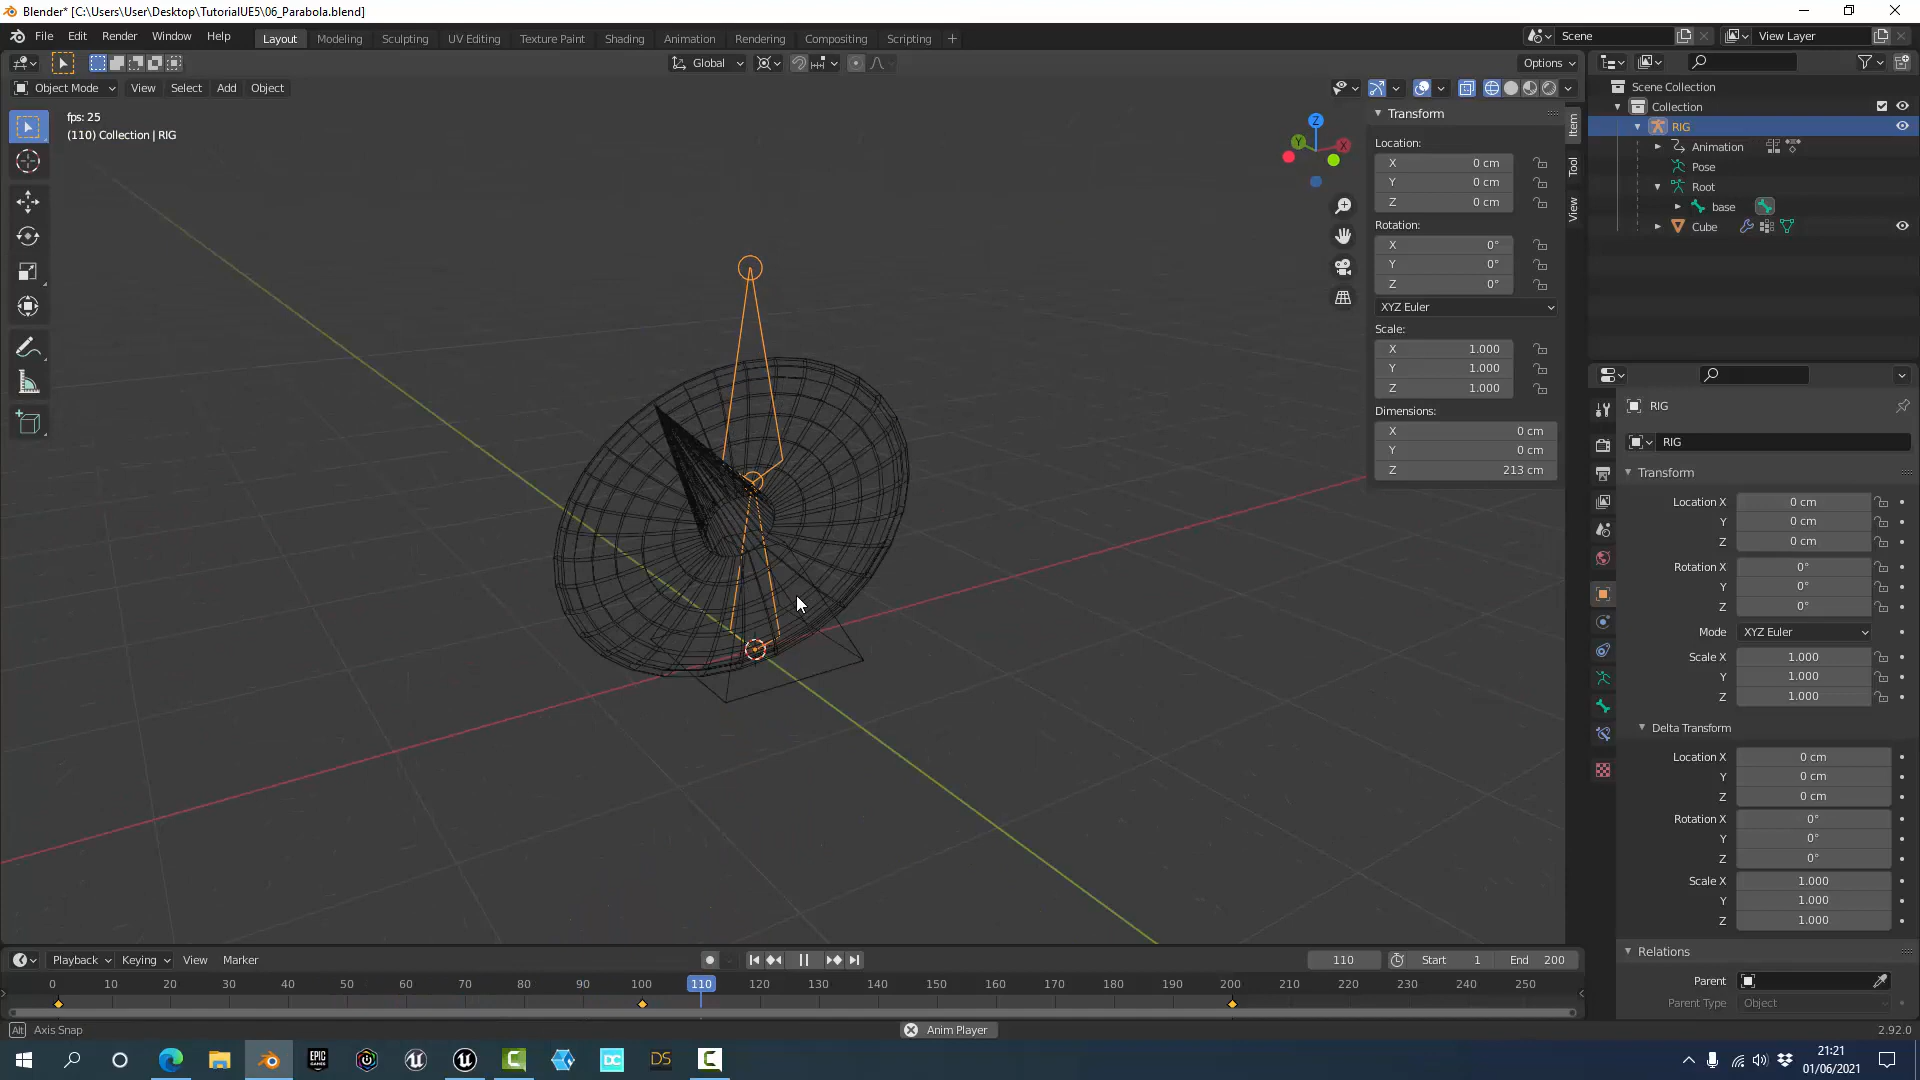 Blender* [C:\Users\User\Desktop\TutorialUE5\06_Parabola.blend]
File Edit Render Window Help
Layout Modeling Sculpting UV Editing Texture Paint Shading Animation Rendering Compositing Scripting +
Scene
View Layer
Global
Options
Object Mode View Select Add Object
fps: 25
(110) Collection | RIG
Z
Y
X
Transform
Location:
X 0 cm
Y 0 cm
Z 0 cm
Rotation:
X 0°
Y 0°
Z 0°
XYZ Euler
Scale:
X 1.000
Y 1.000
Z 1.000
Dimensions:
X 0 cm
Y 0 cm
Z 213 cm
Item
Tool
View
Scene Collection
Collection
RIG
Animation
Pose
Root
base
Cube
RIG
RIG
Transform
Location X 0 cm
Y 0 cm
Z 0 cm
Rotation X 0°
Y 0°
Z 0°
Mode XYZ Euler
Scale X 1.000
Y 1.000
Z 1.000
Delta Transform
Location X 0 cm
Y 0 cm
Z 0 cm
Rotation X 0°
Y 0°
Z 0°
Scale X 1.000
Y 1.000
Z 1.000
Relations
Parent
Parent Type Object
Playback Keying View Marker
110 Start 1 End 200
0 10 20 30 40 50 60 70 80 90 100 110 120 130 140 150 160 170 180 190 200 210 220 230 240 250
Alt Axis Snap
Anim Player
2.92.0
EPIC GAMES
DC
DS
21:21
01/06/2021